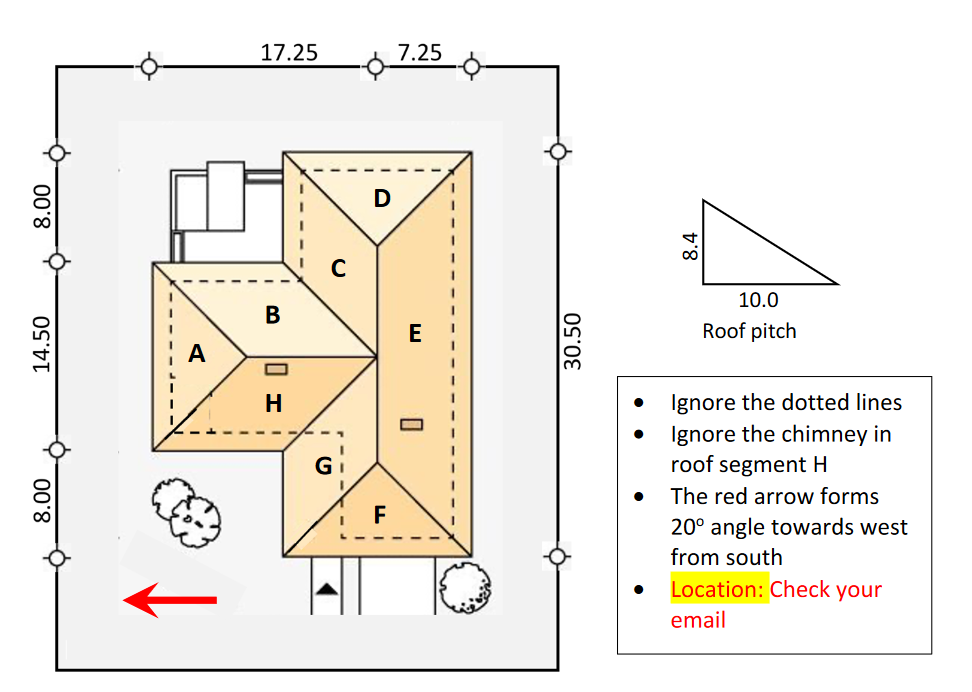 17.25 7.25
8.00
14.50
8.00
30.50
D
C
B
E
A
H
G
F
8.4
10.0
Roof pitch
• Ignore the dotted lines
• Ignore the chimney in
roof segment H
• The red arrow forms
20° angle towards west
from south
• Location: Check your
email